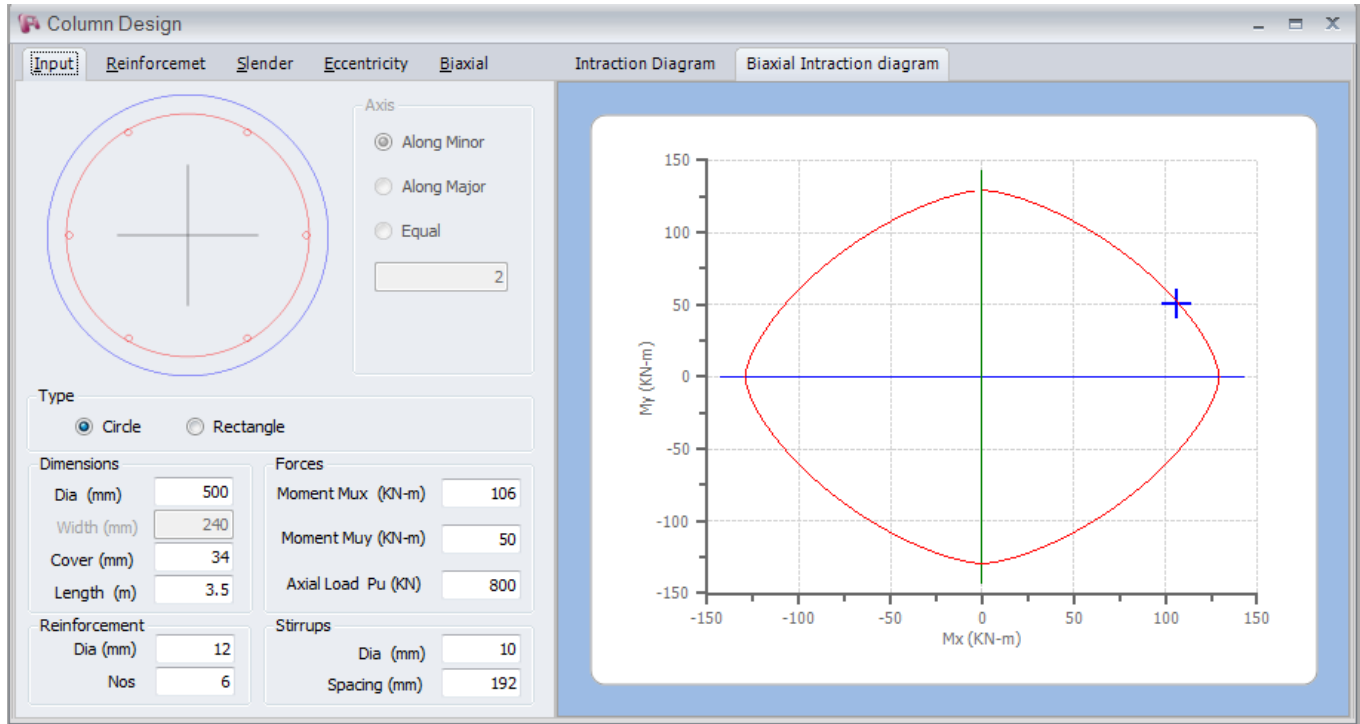 Column Design
Input Reinforcemet Slender Eccentricity Biaxial
Intraction Diagram Biaxial Intraction diagram
Axis
Along Minor
Along Major
Equal
2
Type
Circle Rectangle
Dimensions
Dia (mm) 500
Width (mm) 240
Cover (mm) 34
Length (m) 3.5
Forces
Moment Mux (KN-m) 106
Moment Muy (KN-m) 50
Axial Load Pu (KN) 800
Reinforcement
Dia (mm) 12
Nos 6
Stirrups
Dia (mm) 10
Spacing (mm) 192
150
100
50
0
-50
-100
-150
My (KN-m)
-150 -100 -50 0 50 100 150
Mx (KN-m)